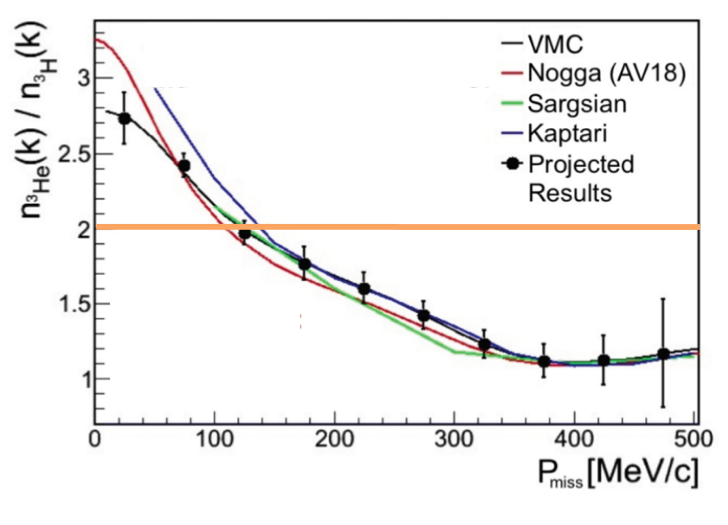 n³He(k) / n³H(k)
3
2.5
2
1.5
1
VMC
Nogga (AV18)
Sargsian
Kaptari
Projected
Results
0 100 200 300 400 500
Pmiss [MeV/c]